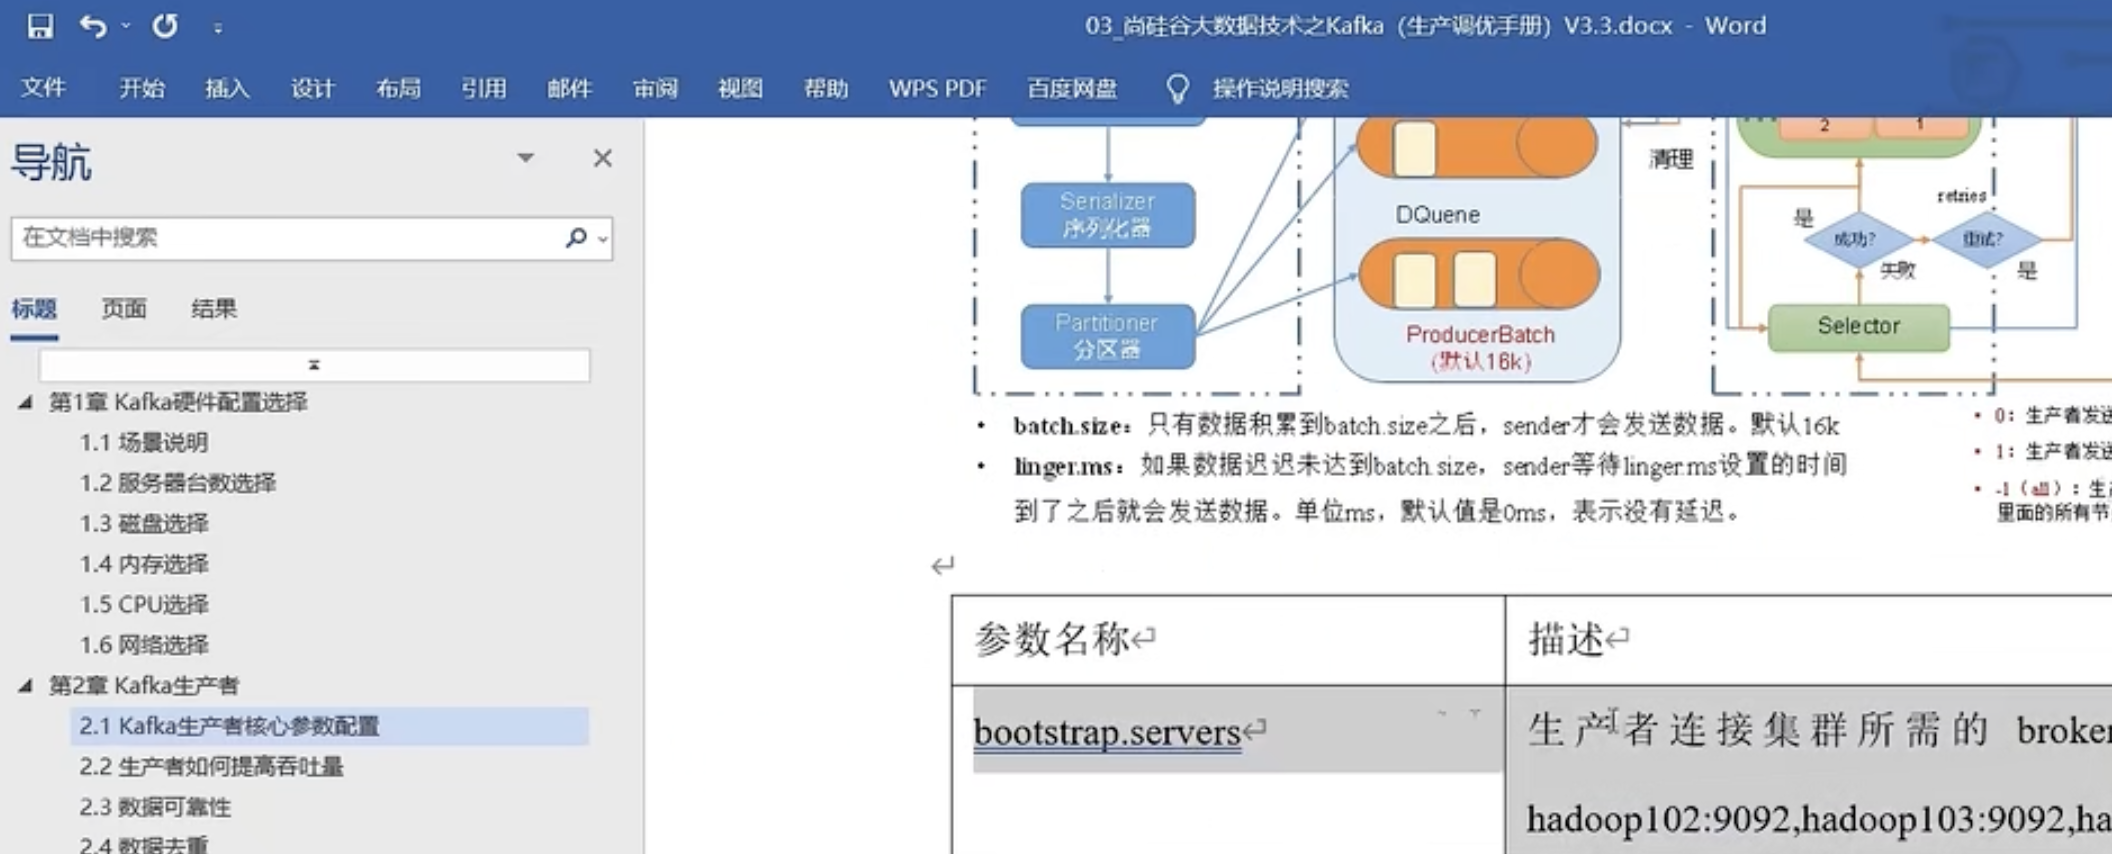 03_尚硅谷大数据技术之Kafka（生产调优手册）V3.3.docx - Word
文件 开始 插入 设计 布局 引用 邮件 审阅 视图 帮助 WPS PDF 百度网盘 操作说明搜索
导航
在文档中搜索
标题 页面 结果
第1章 Kafka硬件配置选择
1.1 场景说明
1.2 服务器台数选择
1.3 磁盘选择
1.4 内存选择
1.5 CPU选择
1.6 网络选择
第2章 Kafka生产者
2.1 Kafka生产者核心参数配置
2.2 生产者如何提高吞吐量
2.3 数据可靠性
2.4 数据去重
Serializer
序列化器
Partitioner
分区器
DQuene
ProducerBatch
(默认16k)
清理
2 1
retries
是
成功?
重试?
失败
是
Selector
• batch.size：只有数据积累到batch.size之后，sender才会发送数据。默认16k
• linger.ms：如果数据迟迟未达到batch.size，sender等待linger.ms设置的时间
到了之后就会发送数据。单位ms，默认值是0ms，表示没有延迟。
• 0：生产者发送
• 1：生产者发送
• -1（all）：生
里面的所有节
参数名称
描述
bootstrap.servers
生产者连接集群所需的 broker
hadoop102:9092,hadoop103:9092,ha